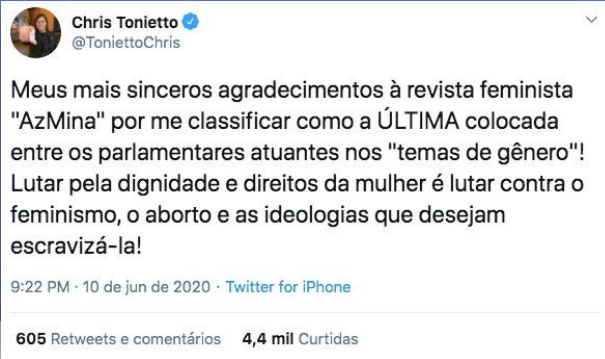 Chris Tonietto
@ToniettoChris
Meus mais sinceros agradecimentos à revista feminista
"AzMina" por me classificar como a ÚLTIMA colocada
entre os parlamentares atuantes nos "temas de gênero"!
Lutar pela dignidade e direitos da mulher é lutar contra o
feminismo, o aborto e as ideologias que desejam
escravizá-la!
9:22 PM · 10 de jun de 2020 · Twitter for iPhone
605 Retweets e comentários 4,4 mil Curtidas